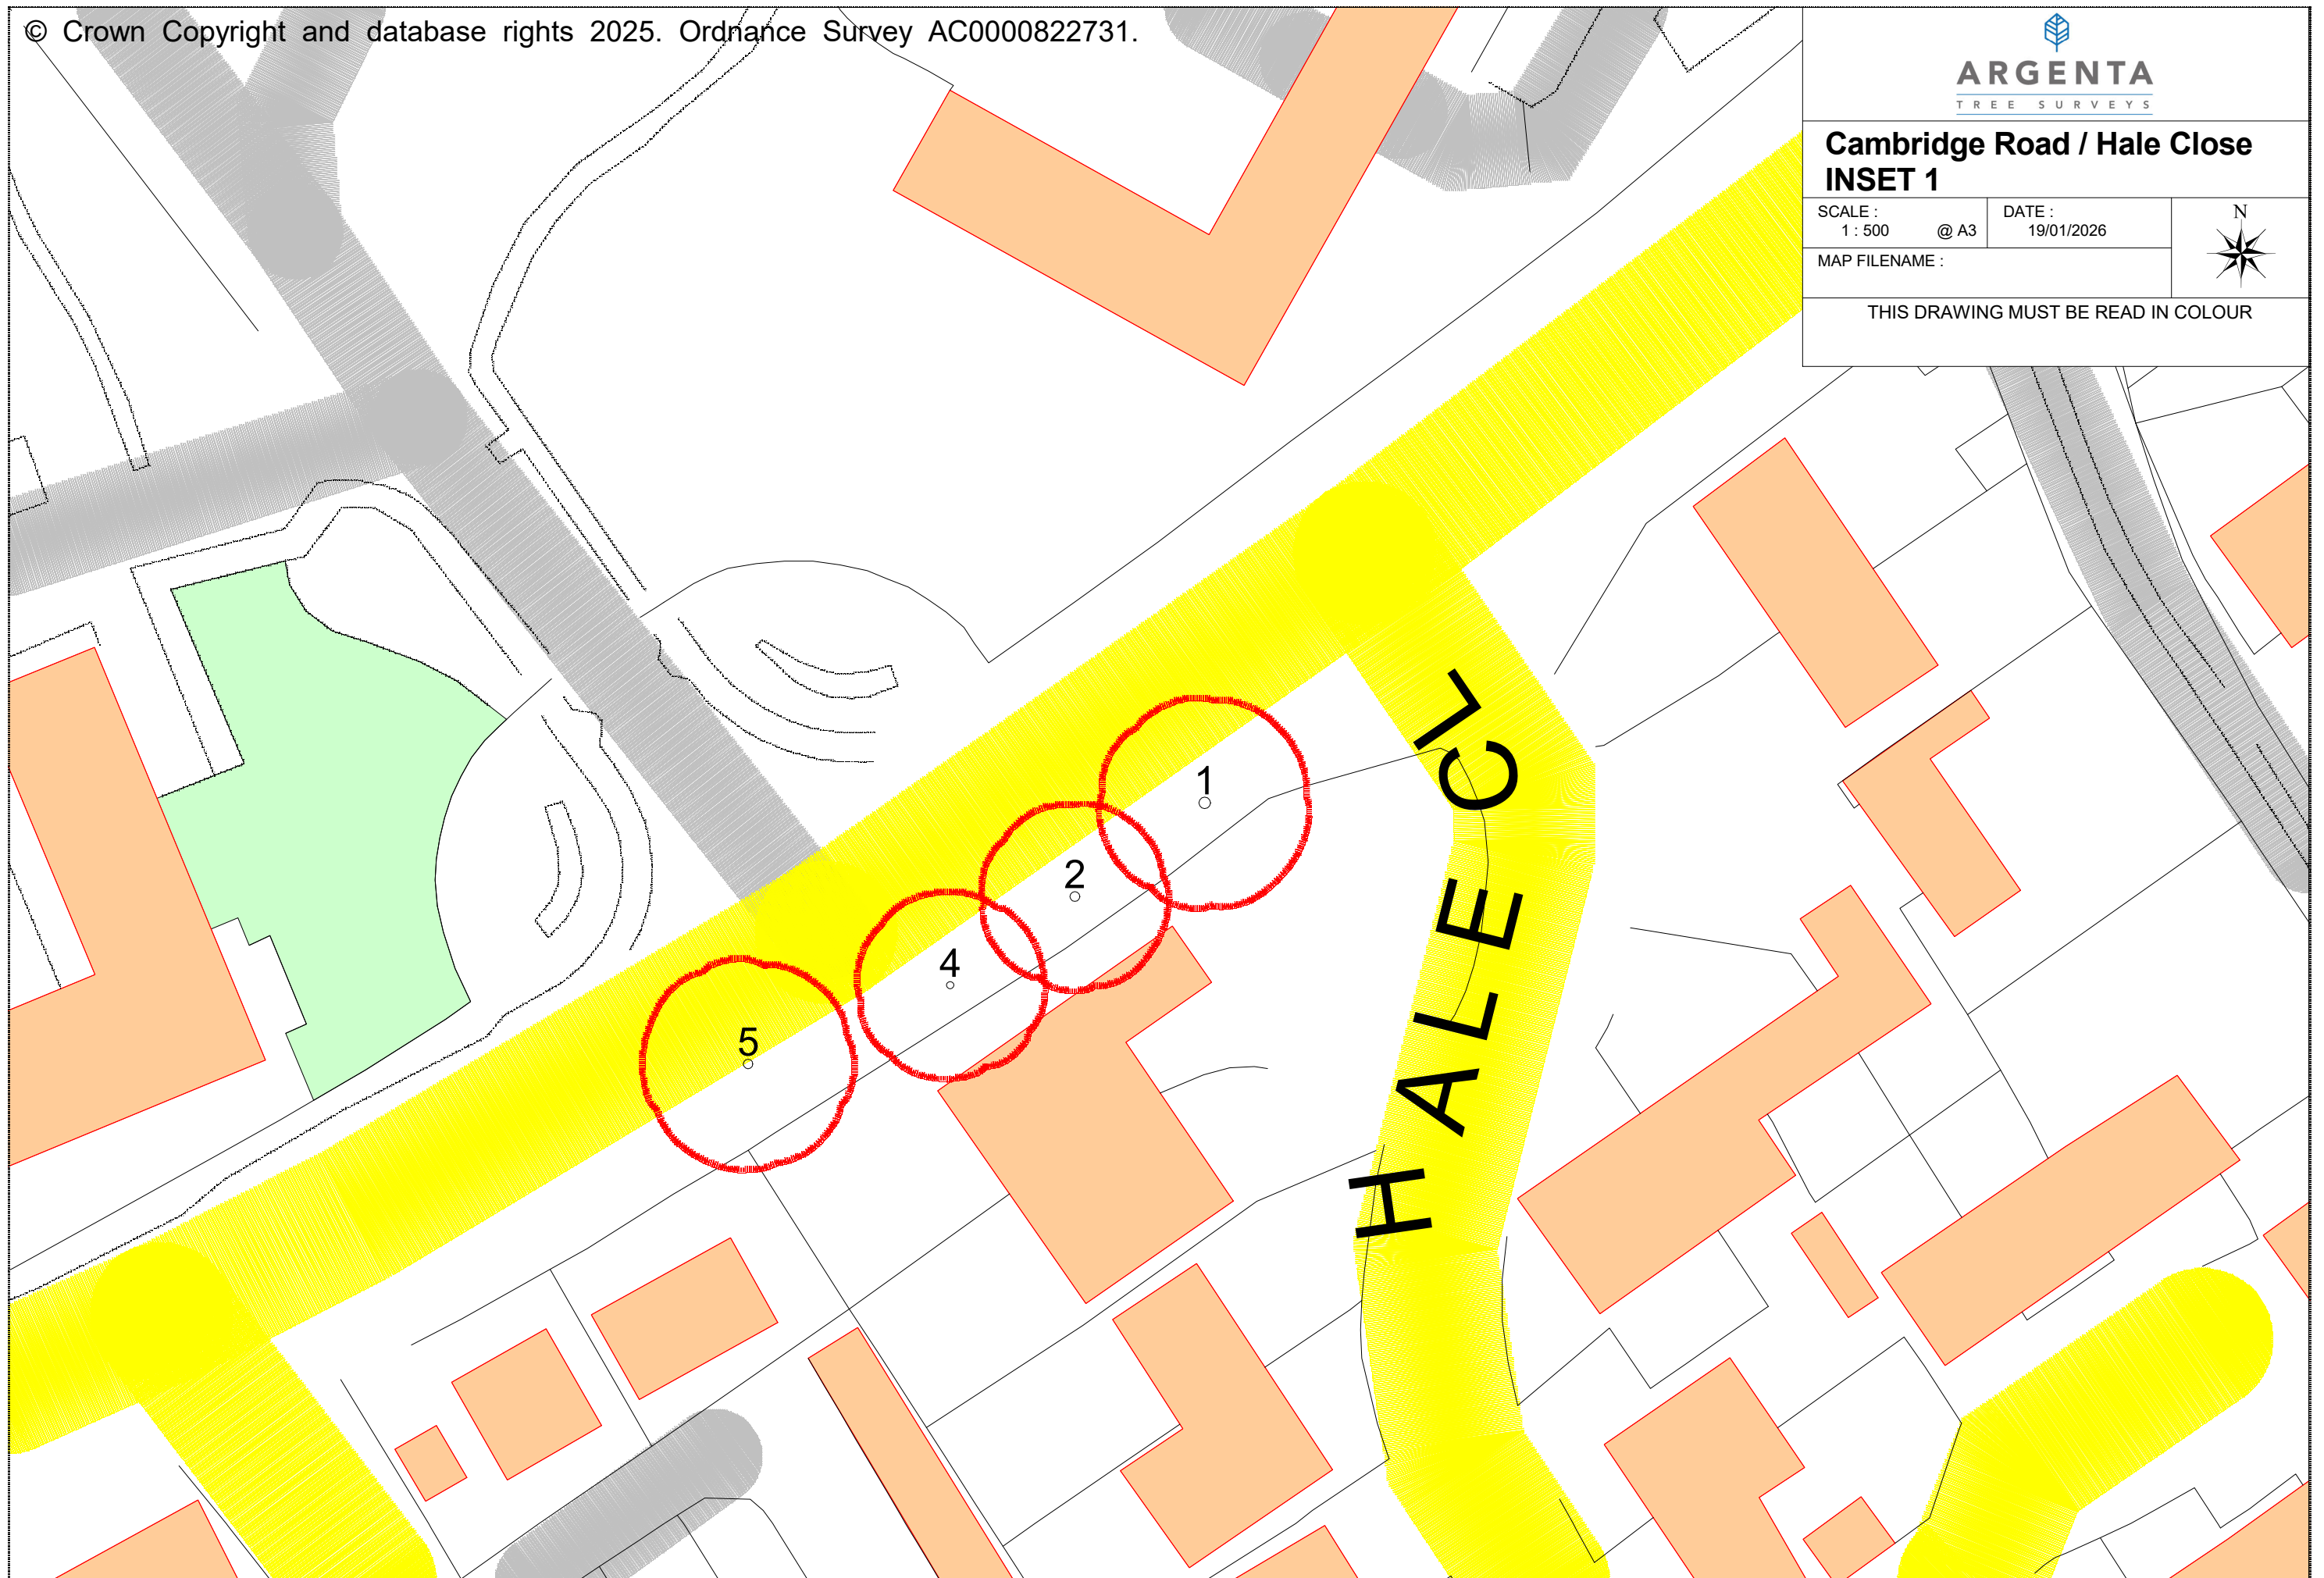 © Crown Copyright and database rights 2025. Ordnance Survey AC0000822731.
ARGENTA
TREE SURVEYS
Cambridge Road / Hale Close
INSET 1
SCALE :
1 : 500 @ A3
DATE :
19/01/2026
N
MAP FILENAME :
THIS DRAWING MUST BE READ IN COLOUR
1
2
4
5
HALE CL